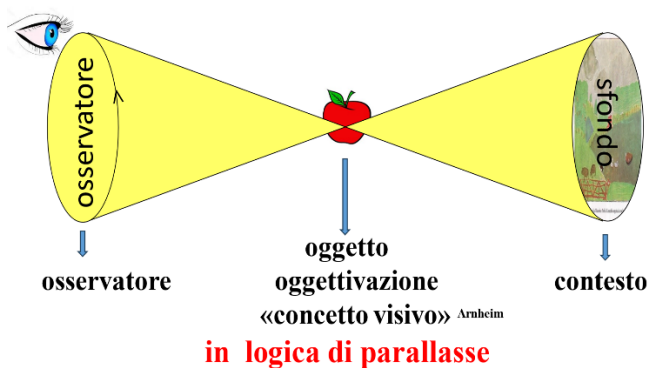 osservatore
sfondo
osservatore
oggetto
oggettivazione
«concetto visivo» Arnheim
contesto
in logica di parallasse